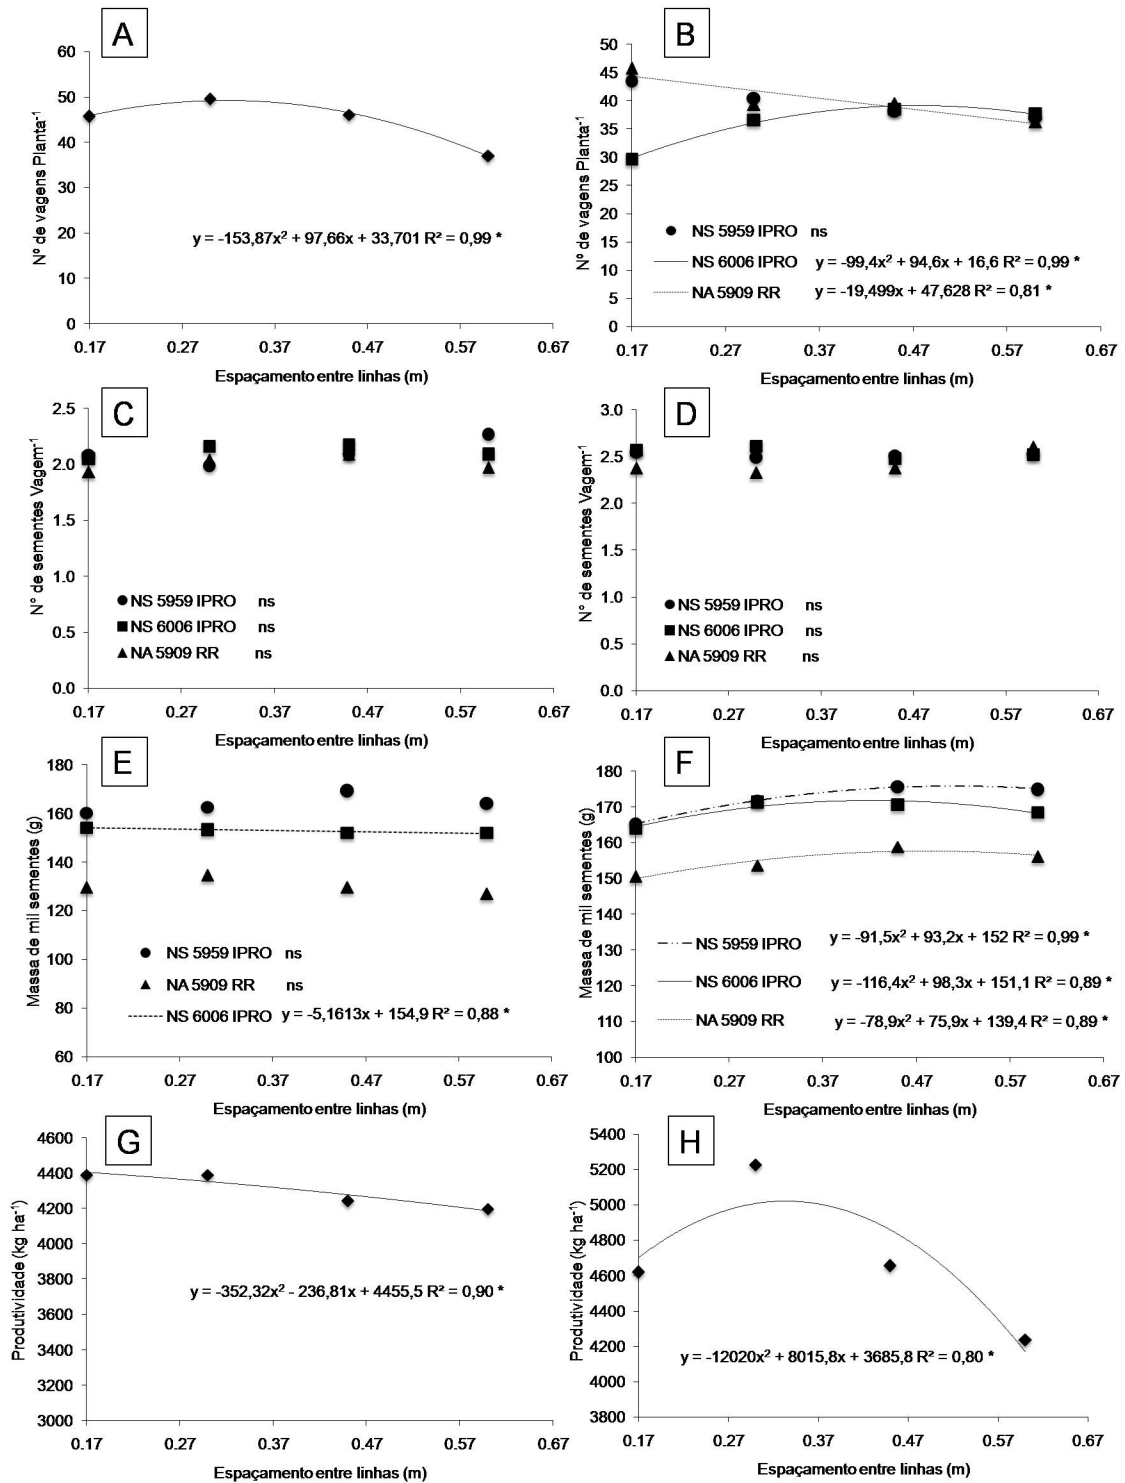 A
60
50
40
30
20
10
0
Nº de vagens Planta⁻¹
y = -153,87x² + 97,66x + 33,701 R² = 0,99 *
0.17 0.27 0.37 0.47 0.57 0.67
Espaçamento entre linhas (m)
B
50
45
40
35
30
25
20
15
10
5
0
Nº de vagens Planta⁻¹
NS 5959 IPRO ns
NS 6006 IPRO y = -99,4x² + 94,6x + 16,6 R² = 0,99 *
NA 5909 RR y = -19,499x + 47,628 R² = 0,81 *
0.17 0.27 0.37 0.47 0.57 0.67
Espaçamento entre linhas (m)
C
2.5
2.0
1.5
1.0
0.5
0.0
N° de sementes Vagem⁻¹
NS 5959 IPRO ns
NS 6006 IPRO ns
NA 5909 RR ns
0.17 0.27 0.37 0.47 0.57 0.67
Espaçamento entre linhas (m)
D
3.0
2.5
2.0
1.5
1.0
0.5
0.0
N° de sementes Vagem⁻¹
NS 5959 IPRO ns
NS 6006 IPRO ns
NA 5909 RR ns
0.17 0.27 0.37 0.47 0.57 0.67
Espaçamento entre linhas (m)
E
180
160
140
120
100
80
60
Massa de mil sementes (g)
NS 5959 IPRO ns
NA 5909 RR ns
NS 6006 IPRO y = -5,1613x + 154,9 R² = 0,88 *
0.17 0.27 0.37 0.47 0.57 0.67
Espaçamento entre linhas (m)
F
180
170
160
150
140
130
120
110
100
Massa de mil sementes (g)
NS 5959 IPRO y = -91,5x² + 93,2x + 152 R² = 0,99 *
NS 6006 IPRO y = -116,4x² + 98,3x + 151,1 R² = 0,89 *
NA 5909 RR y = -78,9x² + 75,9x + 139,4 R² = 0,89 *
0.17 0.27 0.37 0.47 0.57 0.67
Espaçamento entre linhas (m)
G
4600
4400
4200
4000
3800
3600
3400
3200
3000
Produtividade (kg ha⁻¹)
y = -352,32x² - 236,81x + 4455,5 R² = 0,90 *
0.17 0.27 0.37 0.47 0.57 0.67
Espaçamento entre linhas (m)
H
5400
5200
5000
4800
4600
4400
4200
4000
3800
Produtividade (kg ha⁻¹)
y = -12020x² + 8015,8x + 3685,8 R² = 0,80 *
0.17 0.27 0.37 0.47 0.57 0.67
Espaçamento entre linhas (m)